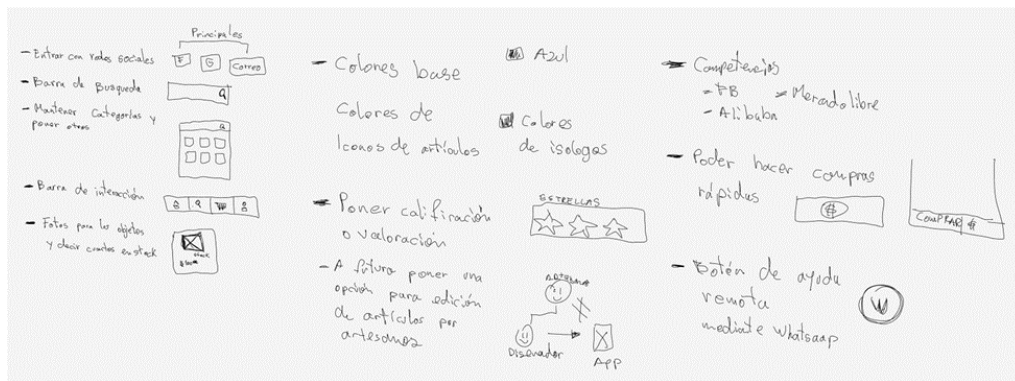 Principales
- Entrar con redes sociales
F G Correo
- Barra de Busqueda
- Mantener Categorías y
poner otras
- Barra de interacción
- Fotos para los objetos
y decir cuantos en stack
stack
- Colores base
Azul
Colores de
Iconos de artículos
Colores
de isologos
- Poner calificación
o valoración
ESTRELLAS
- A futuro poner una
opción para edición
de artículos por
artesanos
Diseñador
APP
- Competencias
- FB - Mercado libre
- Alibaba
- Poder hacer compras
rápidas
$
COMPRAR $
- Botón de ayuda
remota
mediate whatsaap
W